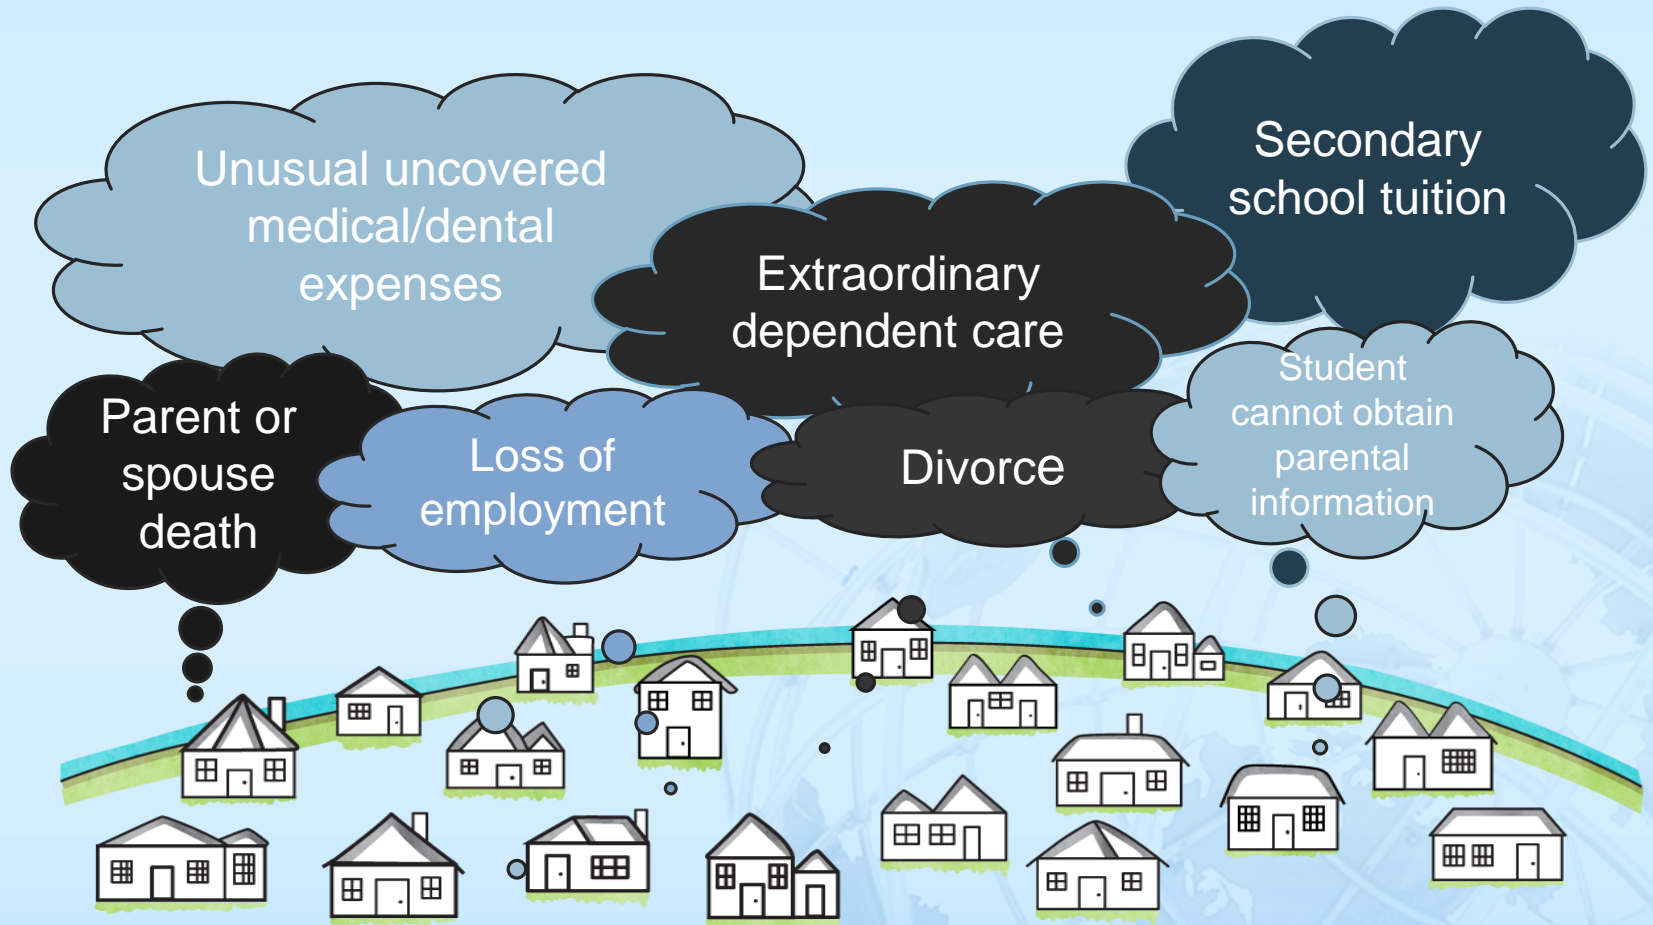 Unusual uncovered
medical/dental
expenses
Secondary
school tuition
Extraordinary
dependent care
Parent or
spouse
death
Loss of
employment
Divorce
Student
cannot obtain
parental
information